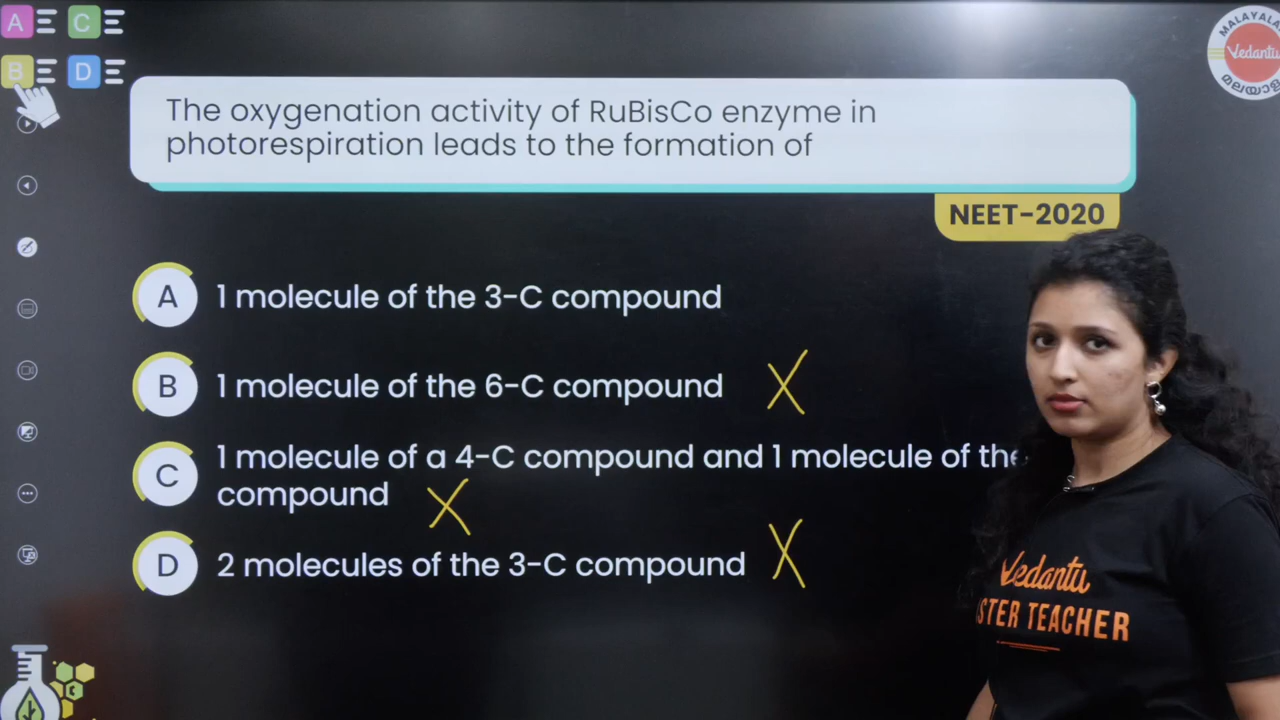 A C
B D
MALAYALAM
Vedantu
മലയാളം
The oxygenation activity of RuBisCo enzyme in
photorespiration leads to the formation of
NEET-2020
A 1 molecule of the 3-C compound
B 1 molecule of the 6-C compound
C 1 molecule of a 4-C compound and 1 molecule of the
compound
D 2 molecules of the 3-C compound
Vedantu
TEACHER